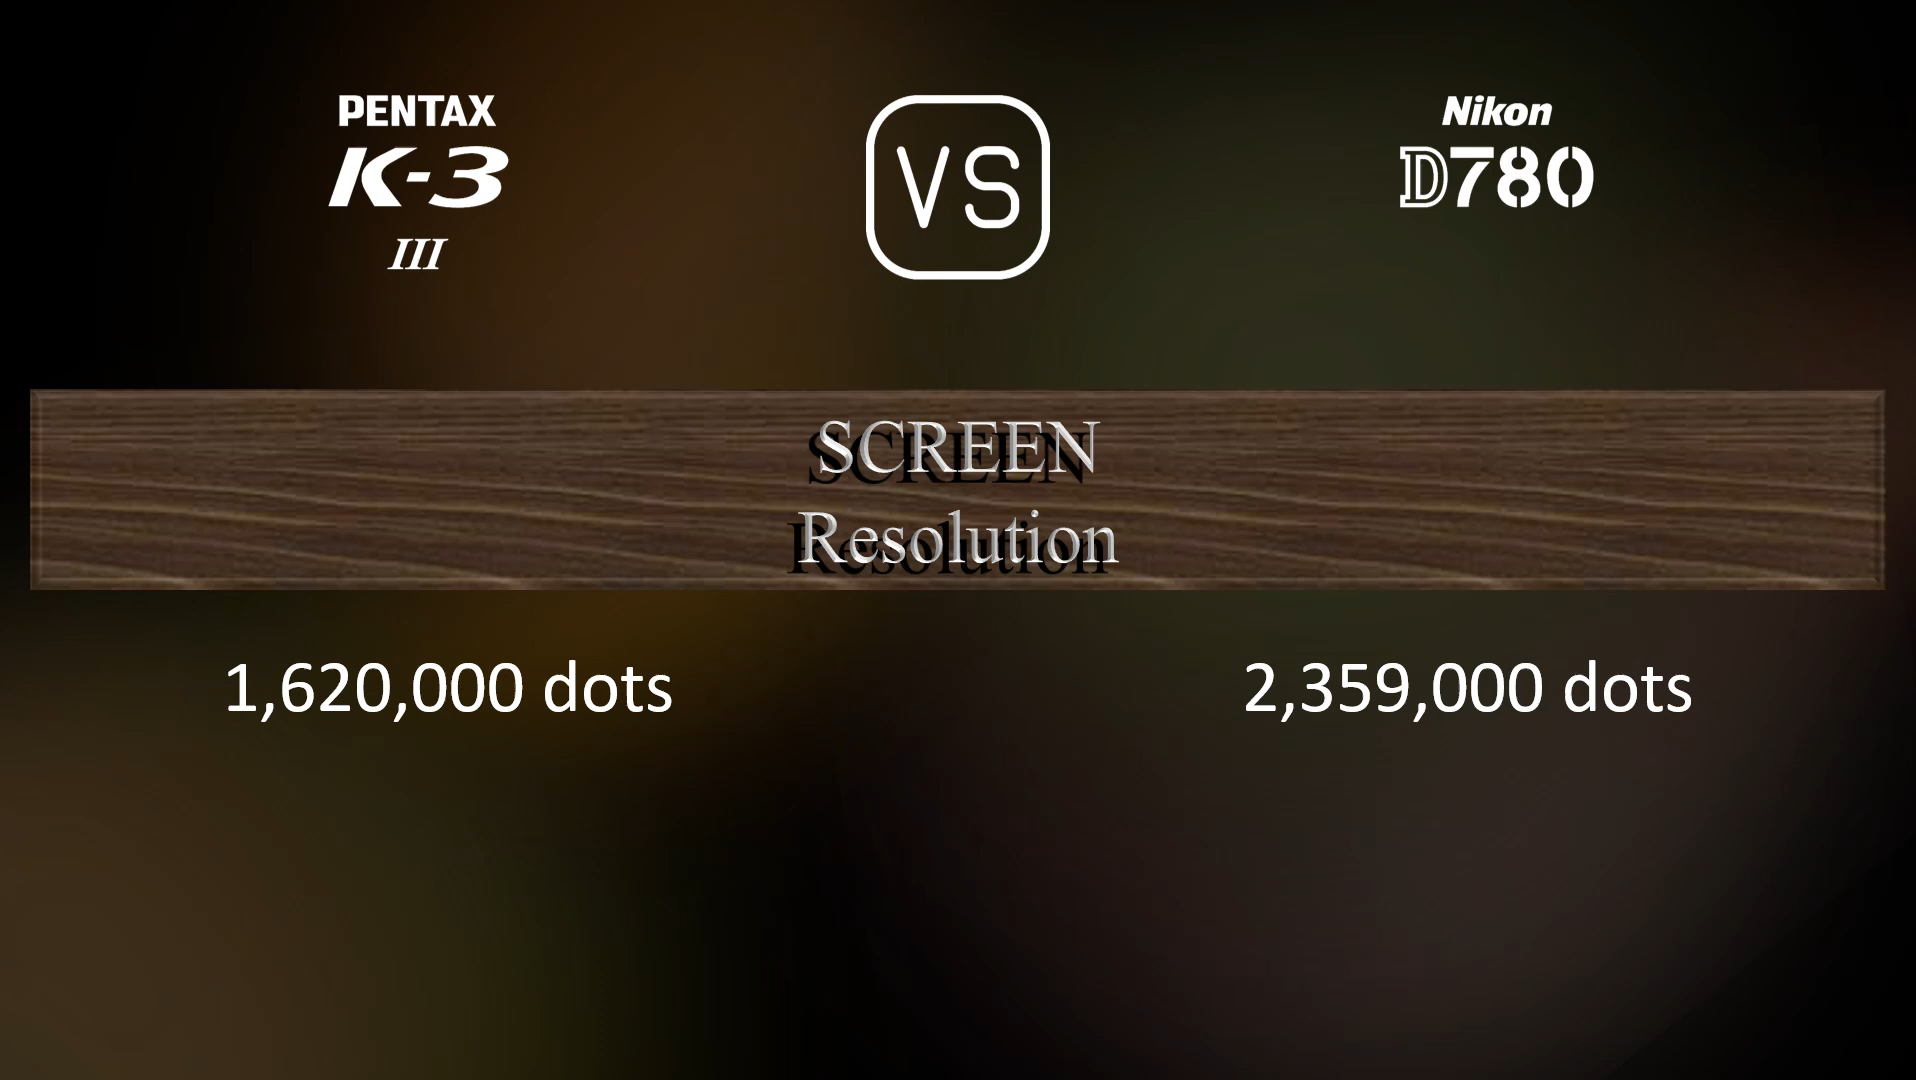 PENTAX
K-3
III
VS
Nikon
D780
SCREEN
Resolution
1,620,000 dots
2,359,000 dots